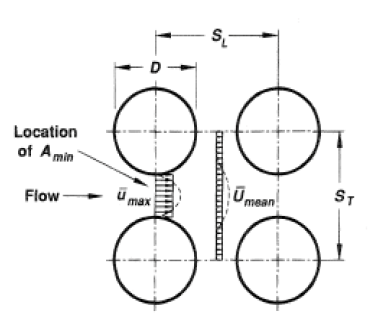 S_L
D
Location
of A_min
Flow
ū_max
Ū_mean
S_T